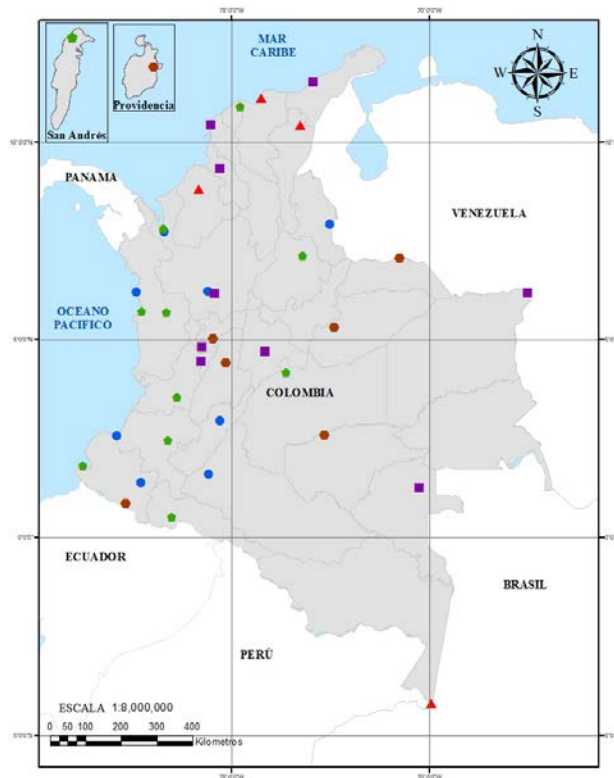 MAR
CARIBE
San Andrés
Providencia
N
W
E
S
PANAMA
VENEZUELA
OCEANO
PACIFICO
COLOMBIA
ECUADOR
BRASIL
PERÚ
ESCALA 1:8,000,000
0 50 100 200 300 400
Kilometros